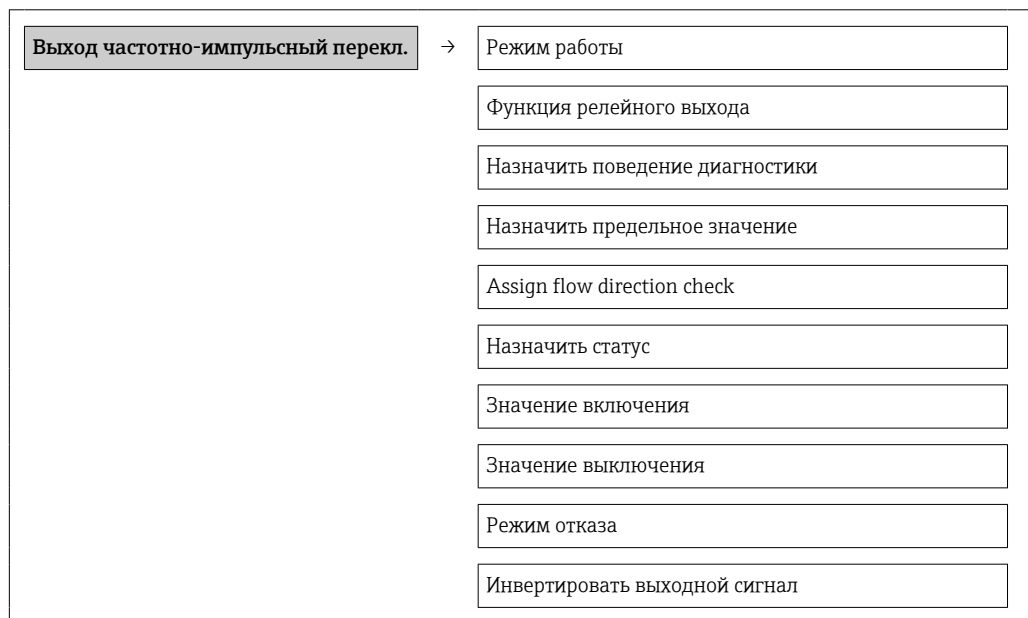 Выход частотно-импульсный перекл. → Режим работы
Функция релейного выхода
Назначить поведение диагностики
Назначить предельное значение
Assign flow direction check
Назначить статус
Значение включения
Значение выключения
Режим отказа
Инвертировать выходной сигнал